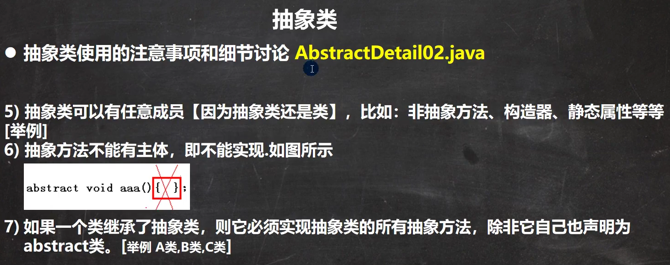 抽象类
● 抽象类使用的注意事项和细节讨论 AbstractDetail02.java
5) 抽象类可以有任意成员【因为抽象类还是类】，比如：非抽象方法、构造器、静态属性等等
[举例]
6) 抽象方法不能有主体，即不能实现.如图所示
abstract void aaa(){ };
7) 如果一个类继承了抽象类，则它必须实现抽象类的所有抽象方法，除非它自己也声明为
abstract类。[举例 A类,B类,C类]